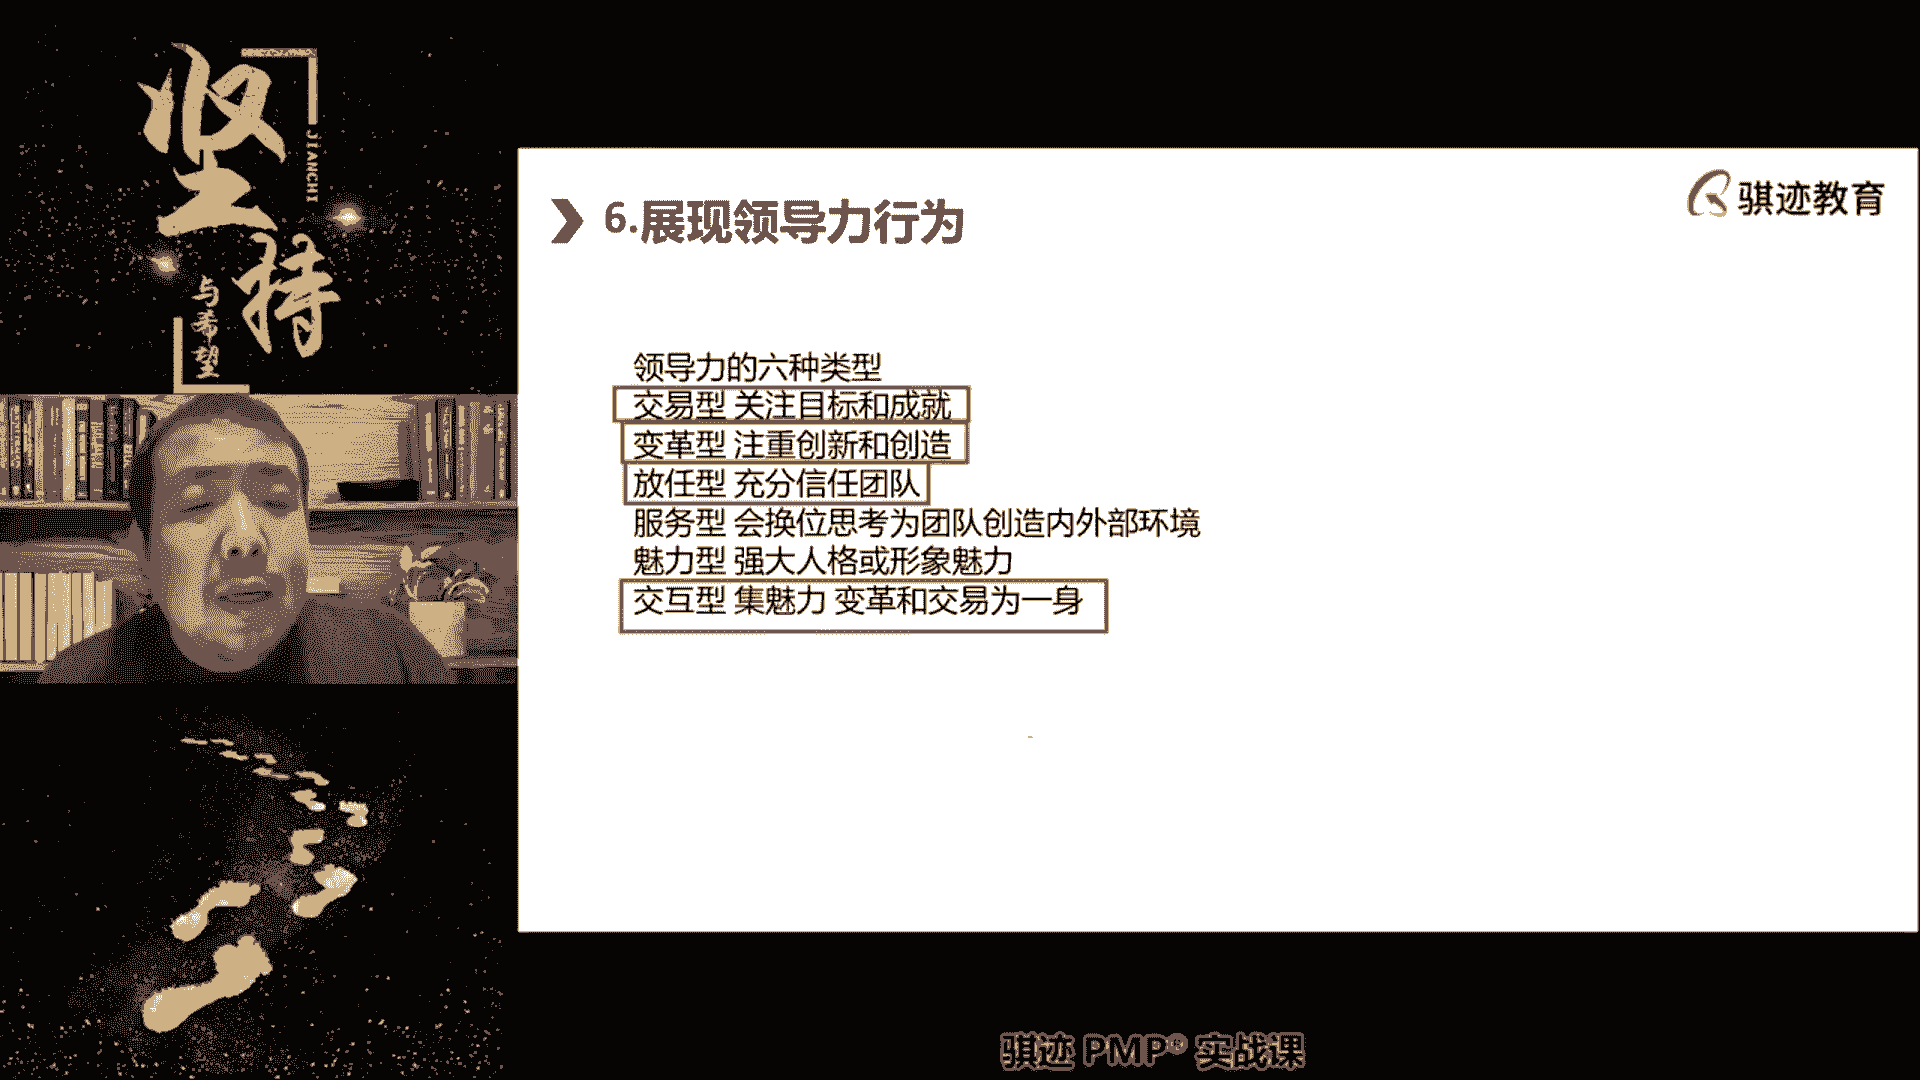 坚持
JIANCHI
与希望
骐迹教育
6.展现领导力行为
领导力的六种类型
交易型 关注目标和成就
变革型 注重创新和创造
放任型 充分信任团队
服务型 会换位思考为团队创造内外部环境
魅力型 强大人格或形象魅力
交互型 集魅力 变革和交易为一身
骐迹 PMP® 实战课